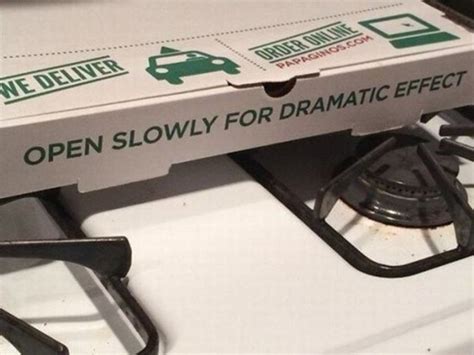 WE DELIVER
ORDER ONLINE
PAPAGINOS.COM
OPEN SLOWLY FOR DRAMATIC EFFECT